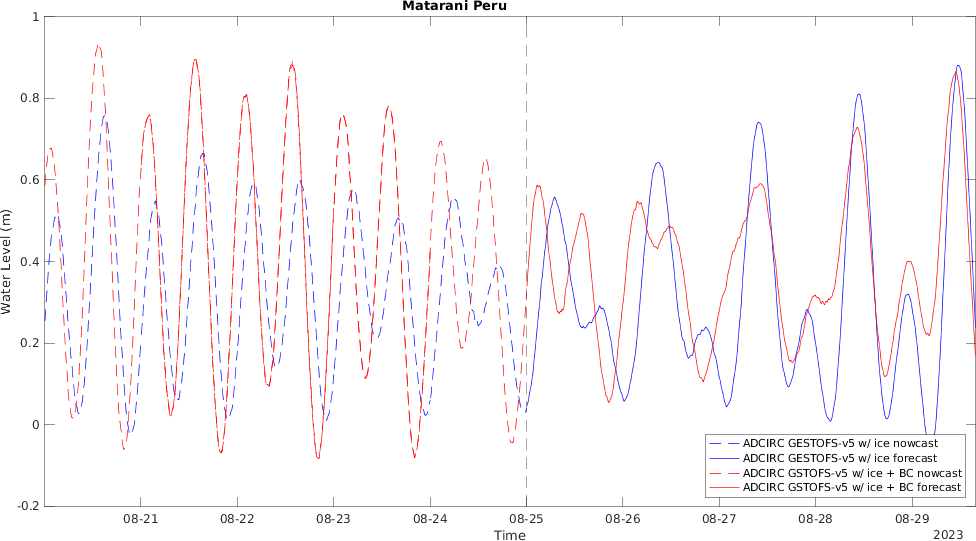 Matarani Peru
1
0.8
0.6
0.4
0.2
0
-0.2
Water Level (m)
ADCIRC GESTOFS-v5 w/ ice nowcast
ADCIRC GESTOFS-v5 w/ ice forecast
ADCIRC GSTOFS-v5 w/ ice + BC nowcast
ADCIRC GSTOFS-v5 w/ ice + BC forecast
08-21 08-22 08-23 08-24 08-25 08-26 08-27 08-28 08-29
Time
2023